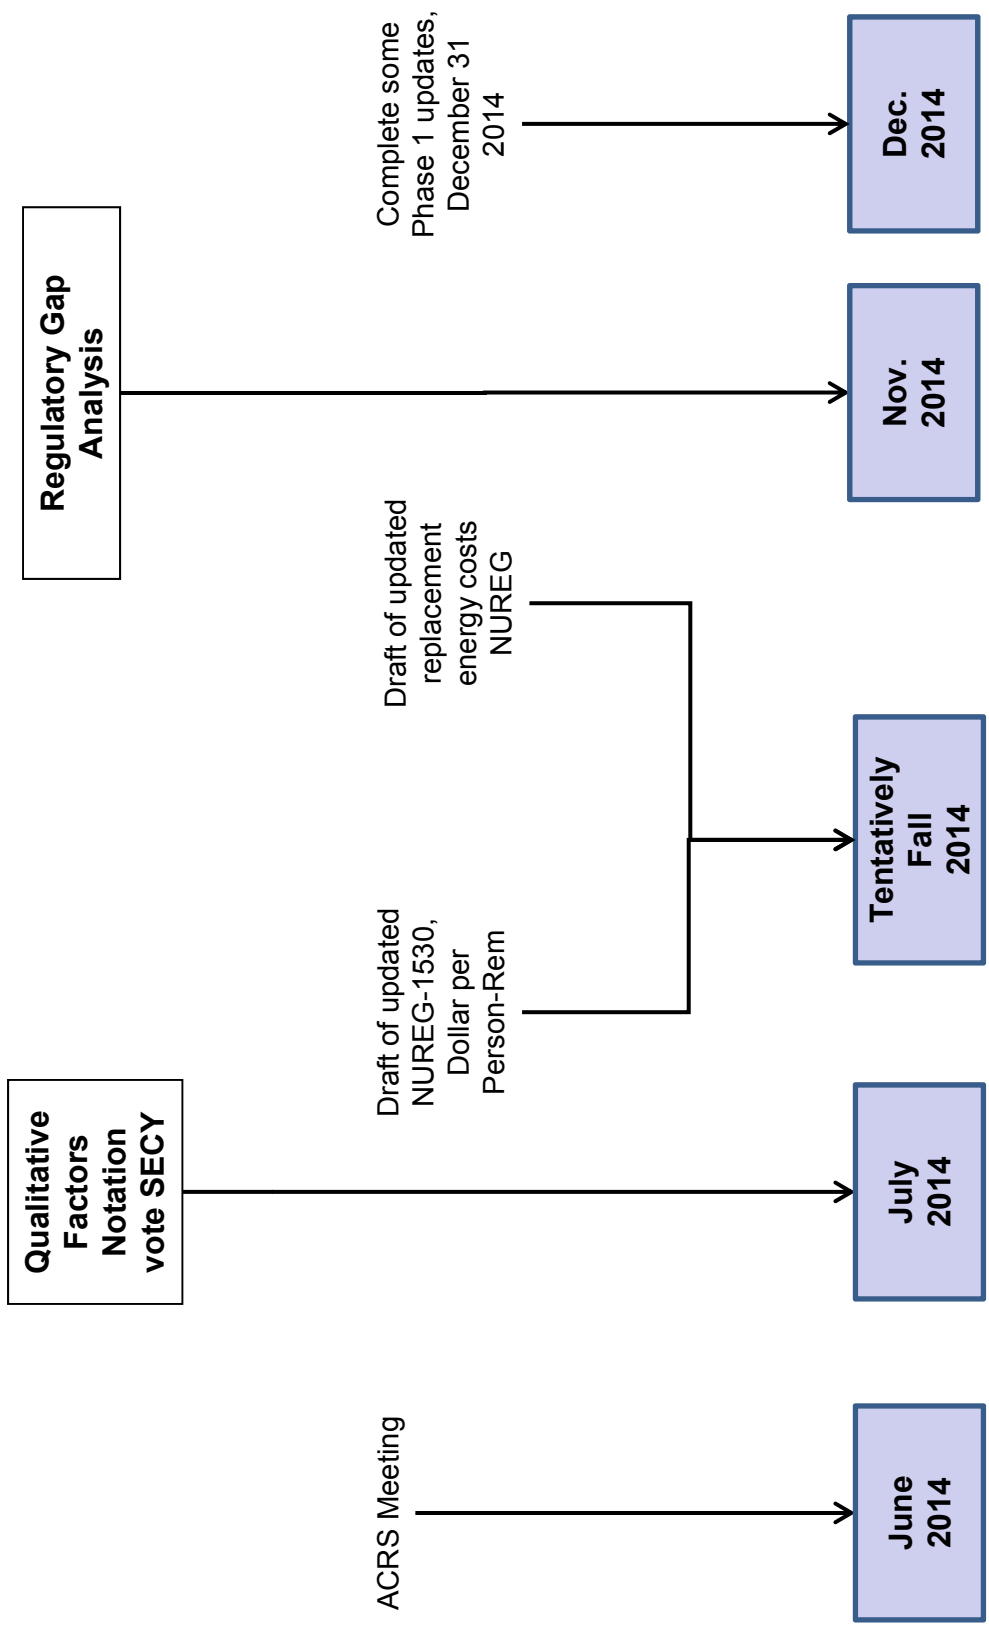 Qualitative
Factors
Notation
vote SECY
Regulatory Gap
Analysis
ACRS Meeting
Draft of updated
NUREG-1530,
Dollar per
Person-Rem
Draft of updated
replacement
energy costs
NUREG
Complete some
Phase 1 updates,
December 31
2014
June
2014
July
2014
Tentatively
Fall
2014
Nov.
2014
Dec.
2014